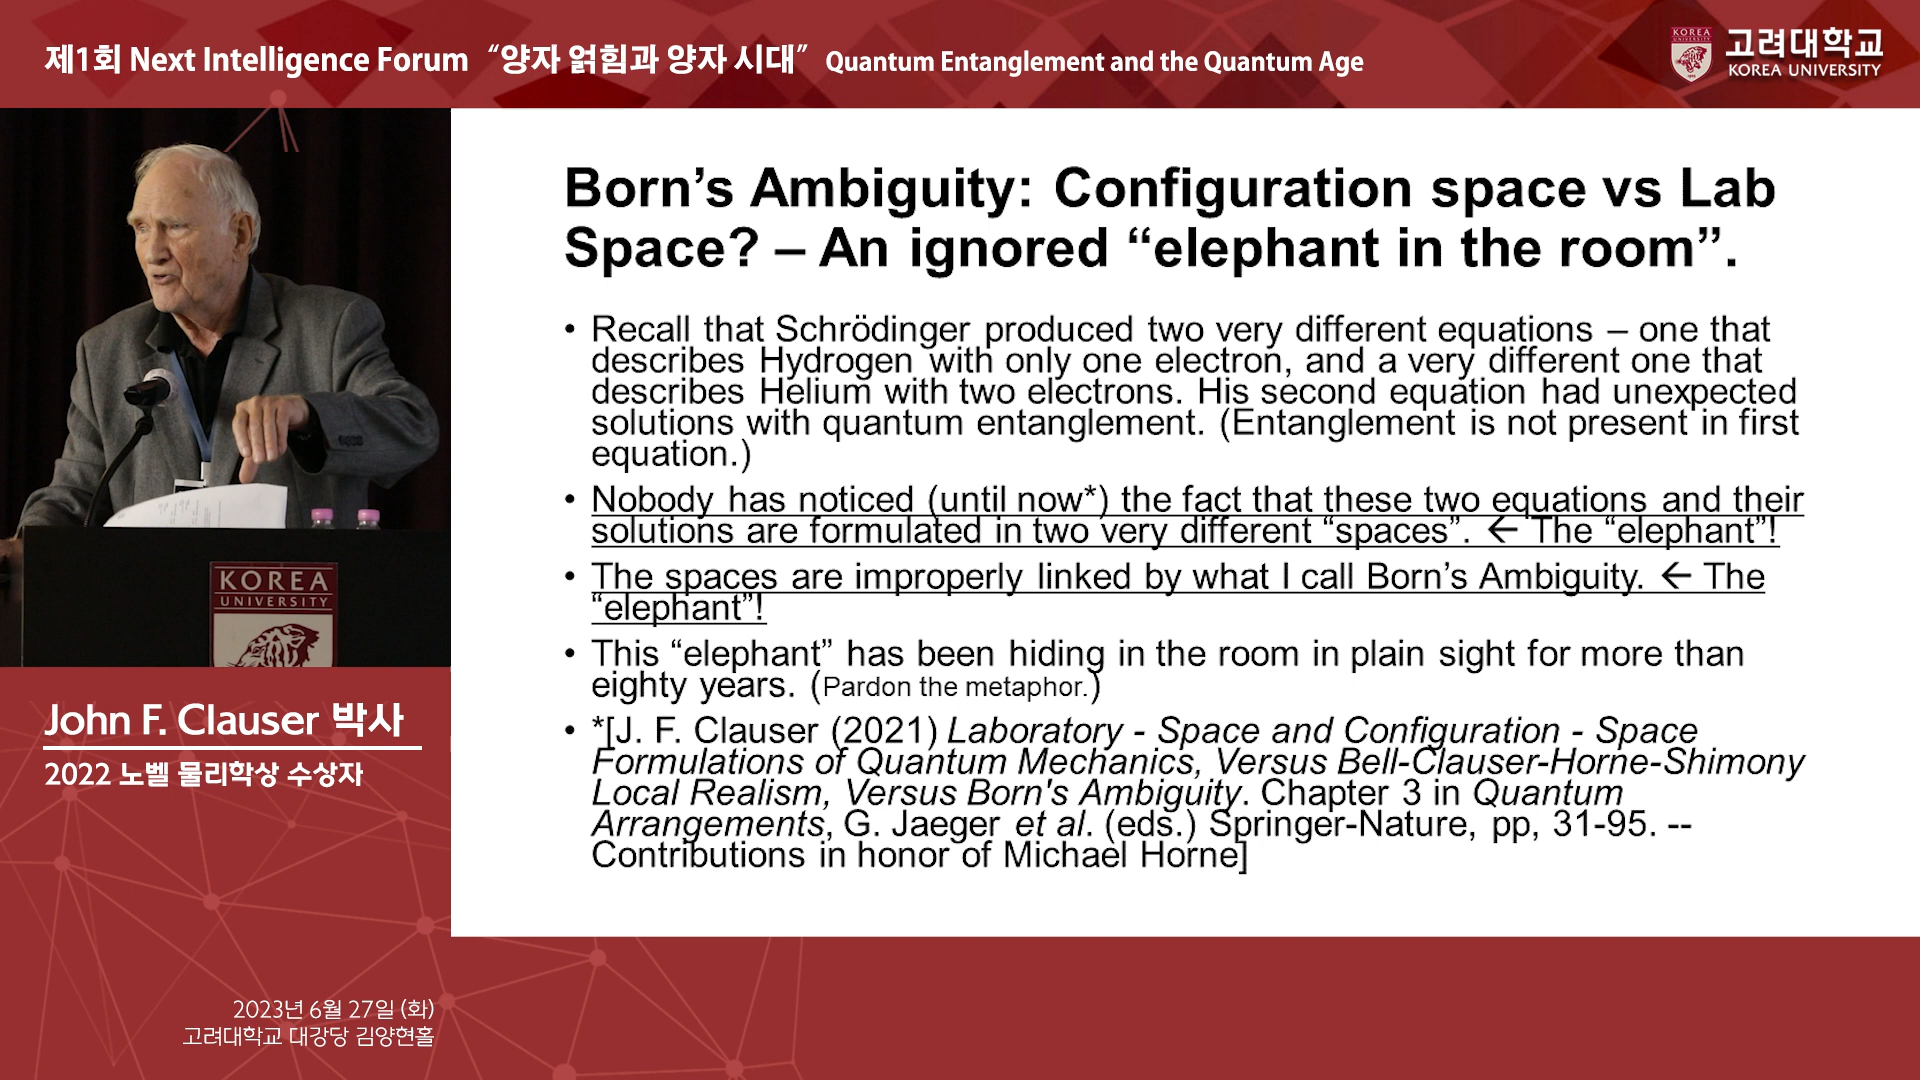 제1회 Next Intelligence Forum “양자 얽힘과 양자 시대” Quantum Entanglement and the Quantum Age
KOREA UNIVERSITY
고려대학교
KOREA UNIVERSITY
Born’s Ambiguity: Configuration space vs Lab
Space? – An ignored “elephant in the room”.
• Recall that Schrödinger produced two very different equations – one that
describes Hydrogen with only one electron, and a very different one that
describes Helium with two electrons. His second equation had unexpected
solutions with quantum entanglement. (Entanglement is not present in first
equation.)
• Nobody has noticed (until now*) the fact that these two equations and their
solutions are formulated in two very different “spaces”. ← The “elephant”!
• The spaces are improperly linked by what I call Born’s Ambiguity. ← The
“elephant”!
• This “elephant” has been hiding in the room in plain sight for more than
eighty years. (Pardon the metaphor.)
• *[J. F. Clauser (2021) Laboratory - Space and Configuration - Space
Formulations of Quantum Mechanics, Versus Bell-Clauser-Horne-Shimony
Local Realism, Versus Born's Ambiguity. Chapter 3 in Quantum
Arrangements, G. Jaeger et al. (eds.) Springer-Nature, pp, 31-95. --
Contributions in honor of Michael Horne]
KOREA
UNIVERSITY
John F. Clauser 박사
2022 노벨 물리학상 수상자
2023년 6월 27일 (화)
고려대학교 대강당 김양현홀